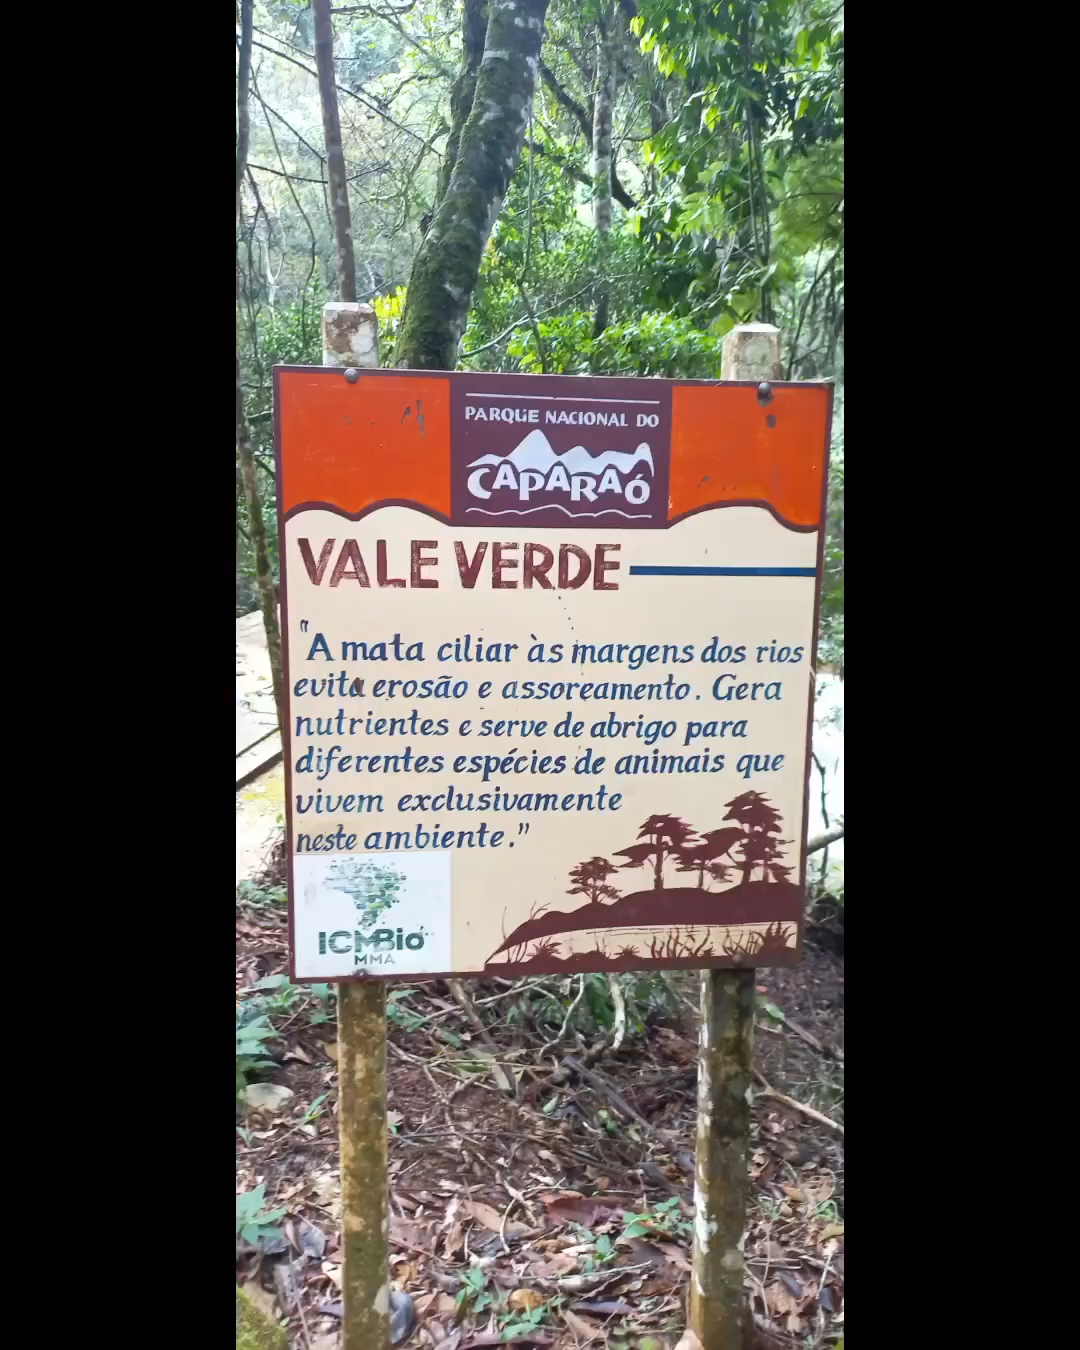 PARQUE NACIONAL DO
CAPARAÓ
VALE VERDE
"A mata ciliar às margens dos rios
evita erosão e assoreamento. Gera
nutrientes e serve de abrigo para
diferentes espécies de animais que
vivem exclusivamente
neste ambiente."
ICMBio
MMA